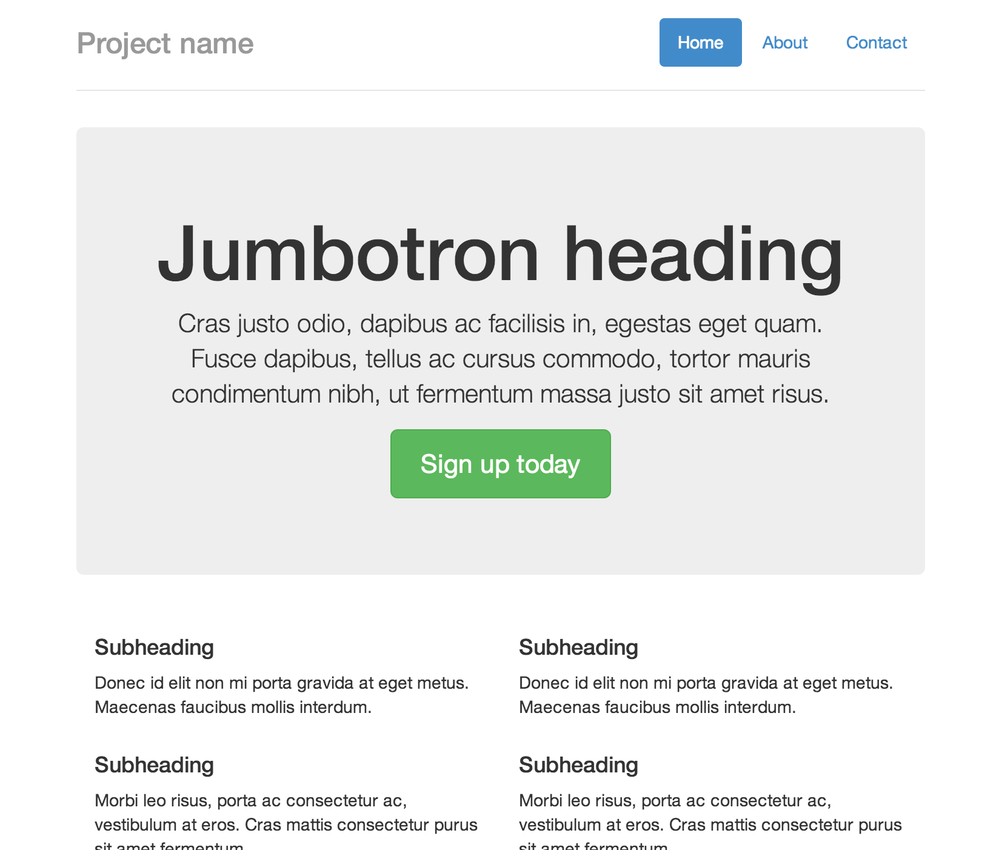 Project name
Home About Contact
Jumbotron heading
Cras justo odio, dapibus ac facilisis in, egestas eget quam.
Fusce dapibus, tellus ac cursus commodo, tortor mauris
condimentum nibh, ut fermentum massa justo sit amet risus.
Sign up today
Subheading
Donec id elit non mi porta gravida at eget metus.
Maecenas faucibus mollis interdum.
Subheading
Donec id elit non mi porta gravida at eget metus.
Maecenas faucibus mollis interdum.
Subheading
Morbi leo risus, porta ac consectetur ac,
vestibulum at eros. Cras mattis consectetur purus
sit amet fermentum.
Subheading
Morbi leo risus, porta ac consectetur ac,
vestibulum at eros. Cras mattis consectetur purus
sit amet fermentum.